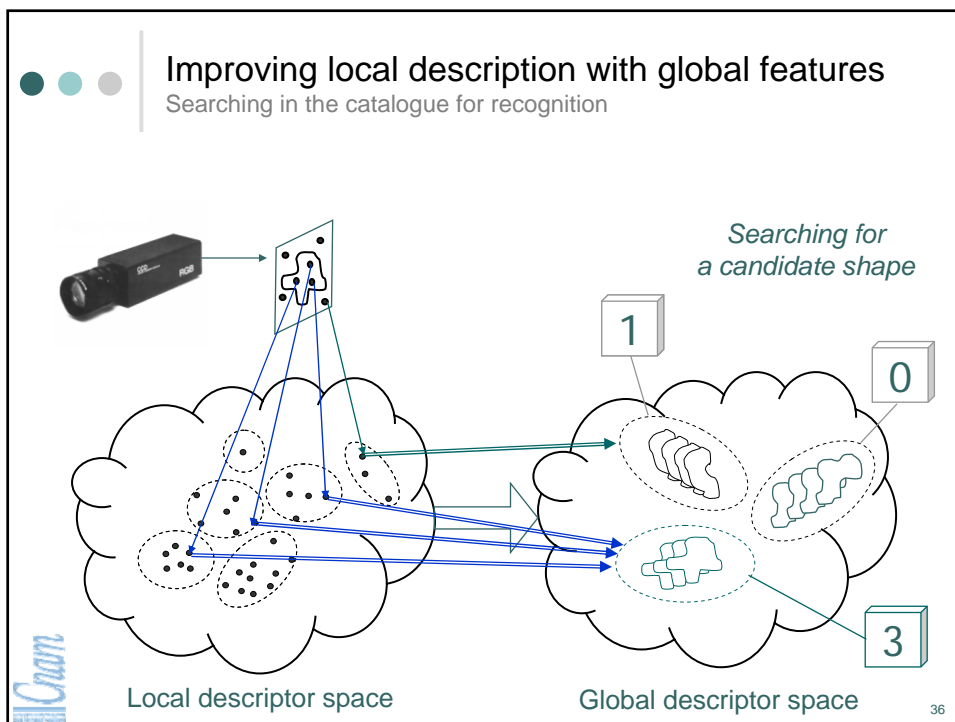 Improving local description with global features
Searching in the catalogue for recognition
Searching for
a candidate shape
RGB
1
0
3
Cnam
Local descriptor space
Global descriptor space
36